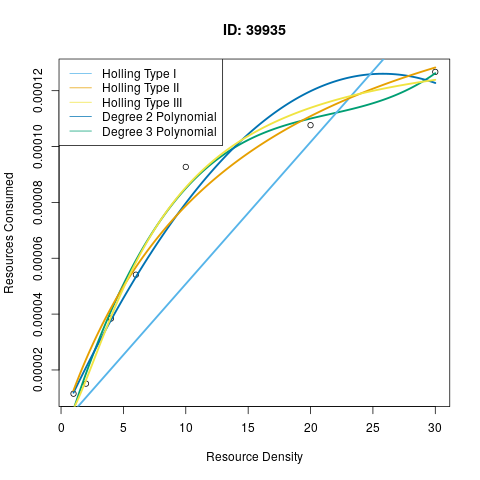 ID: 39935
Holling Type I
Holling Type II
Holling Type III
Degree 2 Polynomial
Degree 3 Polynomial
Resources Consumed
0.00012
0.00010
0.00008
0.00006
0.00004
0.00002
0 5 10 15 20 25 30
Resource Density